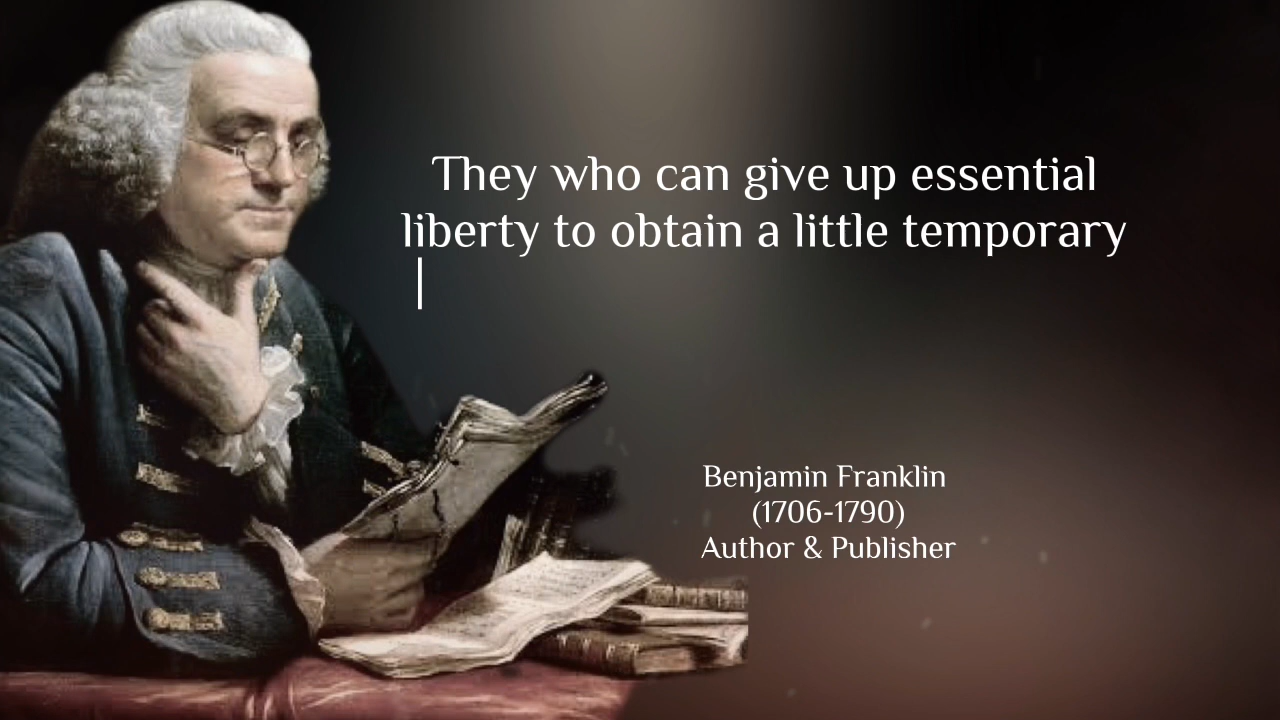 They who can give up essential
liberty to obtain a little temporary
Benjamin Franklin
(1706-1790)
Author & Publisher